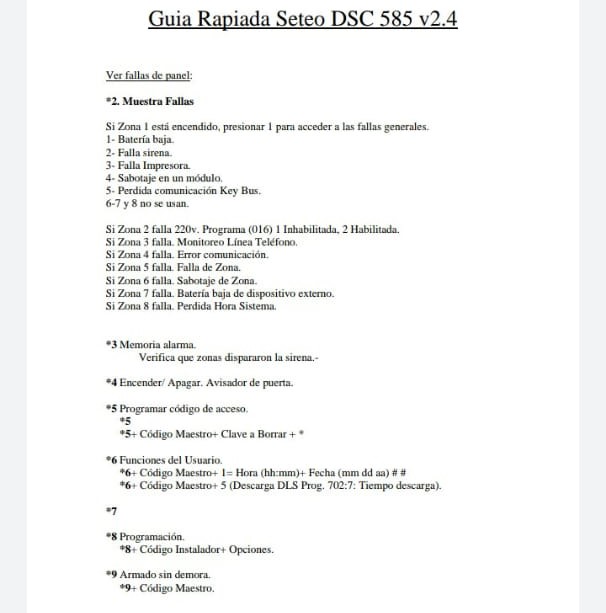 Guia Rapiada Seteo DSC 585 v2.4
Ver fallas de panel:
*2. Muestra Fallas
Si Zona 1 está encendido, presionar 1 para acceder a las fallas generales.
1- Batería baja.
2- Falla sirena.
3- Falla Impresora.
4- Sabotaje en un módulo.
5- Perdida comunicación Key Bus.
6-7 y 8 no se usan.
Si Zona 2 falla 220v. Programa (016) 1 Inhabilitada, 2 Habilitada.
Si Zona 3 falla. Monitoreo Línea Teléfono.
Si Zona 4 falla. Error comunicación.
Si Zona 5 falla. Falla de Zona.
Si Zona 6 falla. Sabotaje de Zona.
Si Zona 7 falla. Batería baja de dispositivo externo.
Si Zona 8 falla. Perdida Hora Sistema.
*3 Memoria alarma.
Verifica que zonas dispararon la sirena.-
*4 Encender/ Apagar. Avisador de puerta.
*5 Programar código de acceso.
*5
*5+ Código Maestro+ Clave a Borrar + *
*6 Funciones del Usuario.
*6+ Código Maestro+ 1= Hora (hh:mm)+ Fecha (mm dd aa) # #
*6+ Código Maestro+ 5 (Descarga DLS Prog. 702:7: Tiempo descarga).
*7
*8 Programación.
*8+ Código Instalador+ Opciones.
*9 Armado sin demora.
*9+ Código Maestro.